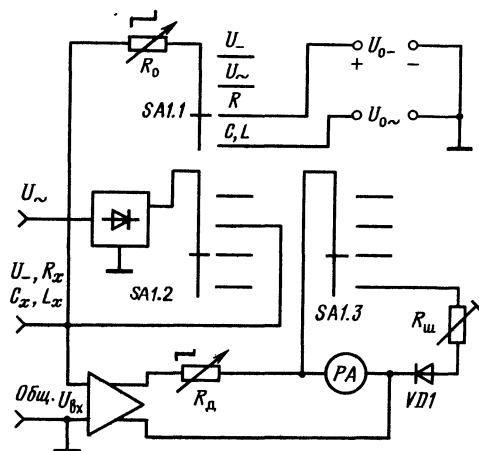 R₀
SA1.1
U₋
U~
R
C, L
U₀₋
+ −
U₀~
U~
SA1.2
SA1.3
U₋, Rₓ
Cₓ, Lₓ
Rш
Общ.
Uвх
Rд
PA
VD1